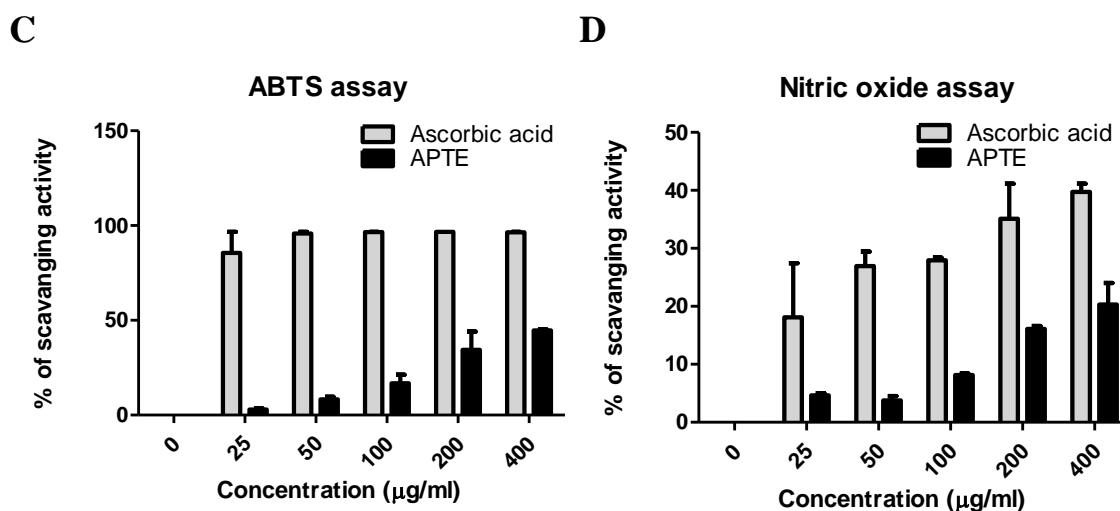 C
ABTS assay
Ascorbic acid
APTE
% of scavanging activity
150
100
50
0
0
25
50
100
200
400
Concentration (μg/ml)
D
Nitric oxide assay
Ascorbic acid
APTE
% of scavanging activity
50
40
30
20
10
0
0
25
50
100
200
400
Concentration (μg/ml)